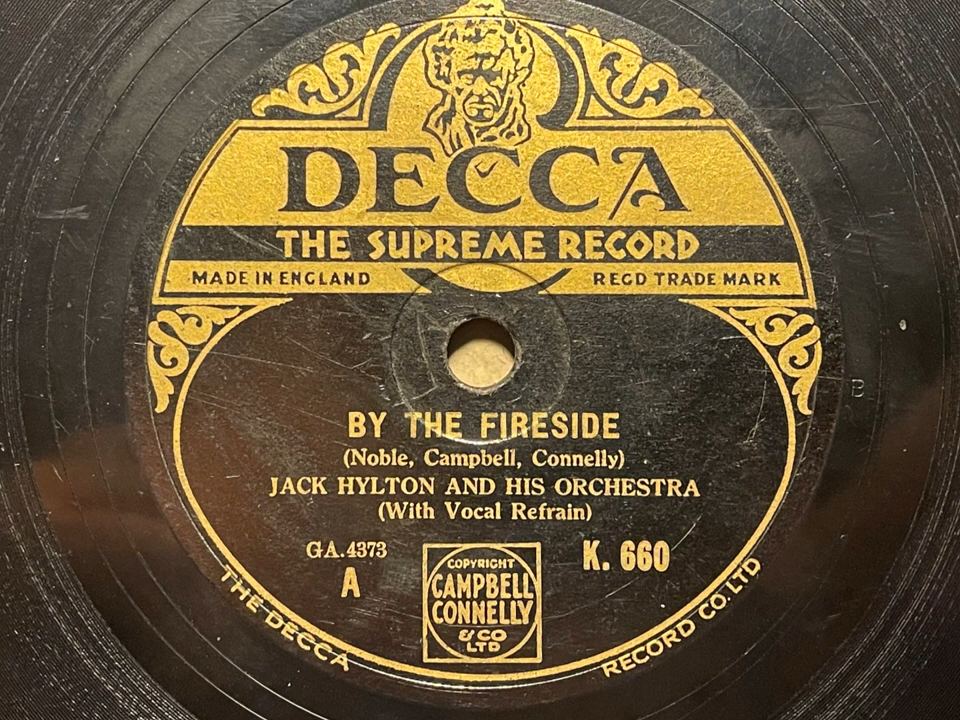 DECCA
THE SUPREME RECORD
MADE IN ENGLAND
REGD TRADE MARK
BY THE FIRESIDE
(Noble, Campbell, Connelly)
JACK HYLTON AND HIS ORCHESTRA
(With Vocal Refrain)
GA.4373
A
K. 660
COPYRIGHT
CAMPBELL
CONNELLY
& CO
LTD
THE DECCA RECORD CO. LTD
B